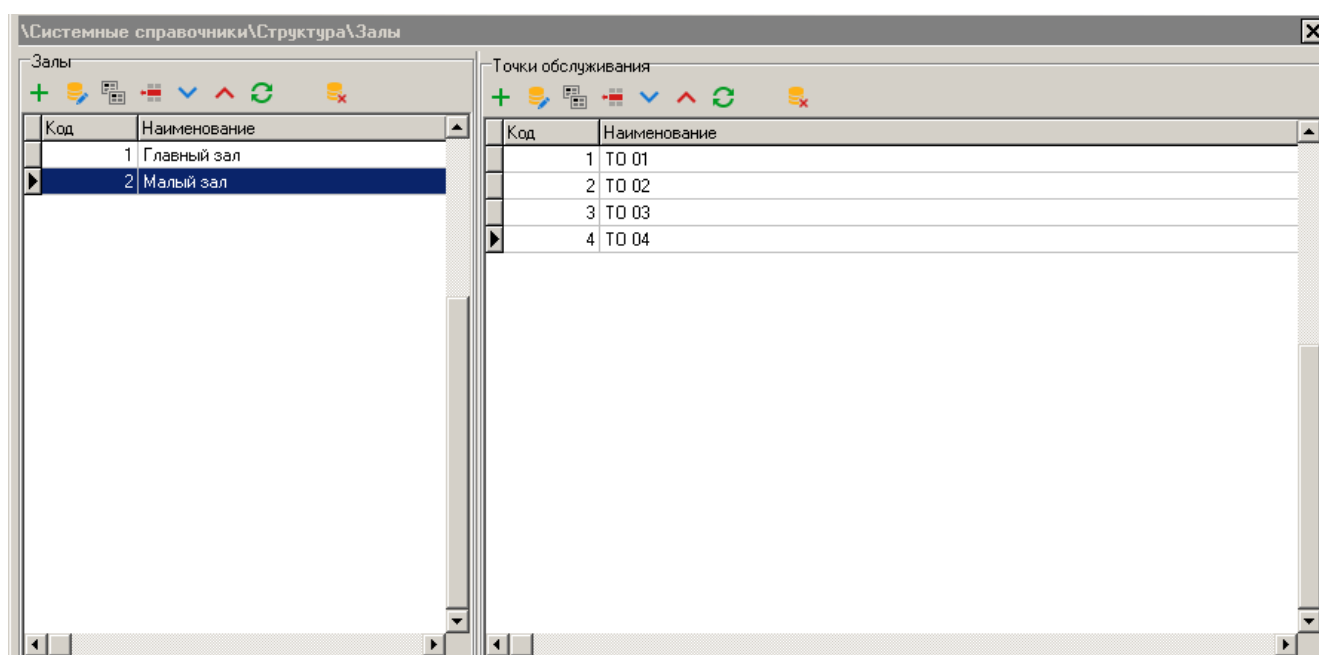 \Системные справочники\Структура\Залы
Залы
Код Наименование
1 Главный зал
2 Малый зал
Точки обслуживания
Код Наименование
1 ТО 01
2 ТО 02
3 ТО 03
4 ТО 04